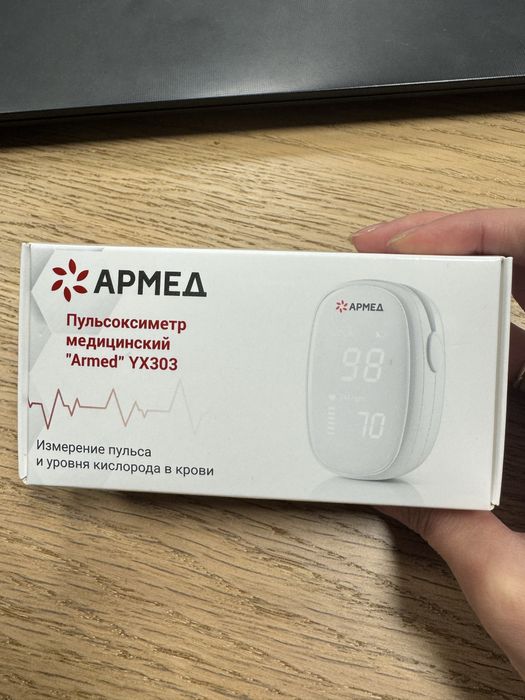 АРМЕД
Пульсоксиметр
медицинский
"Armed" YX303
Измерение пульса
и уровня кислорода в крови
АРМЕД
98
70